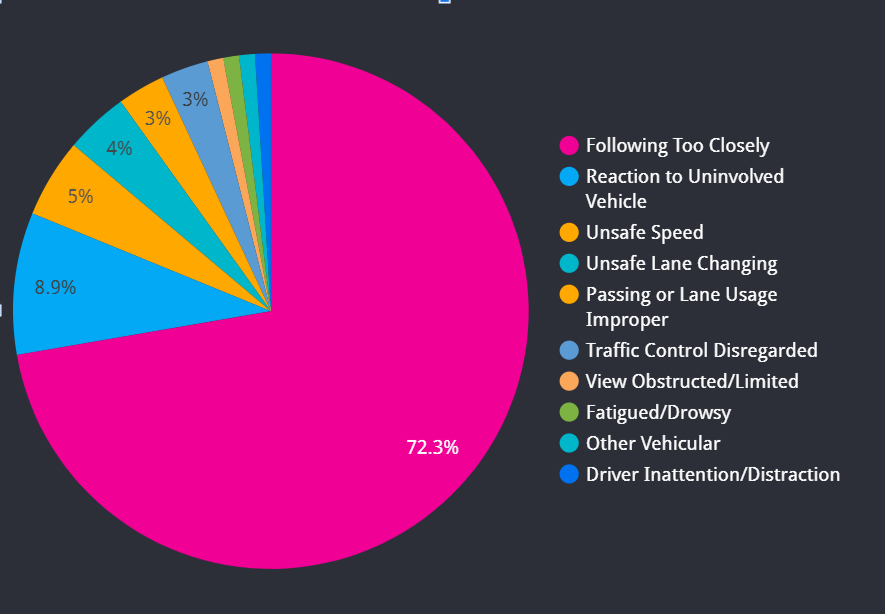 3%
3%
4%
5%
8.9%
72.3%
Following Too Closely
Reaction to Uninvolved
Vehicle
Unsafe Speed
Unsafe Lane Changing
Passing or Lane Usage
Improper
Traffic Control Disregarded
View Obstructed/Limited
Fatigued/Drowsy
Other Vehicular
Driver Inattention/Distraction